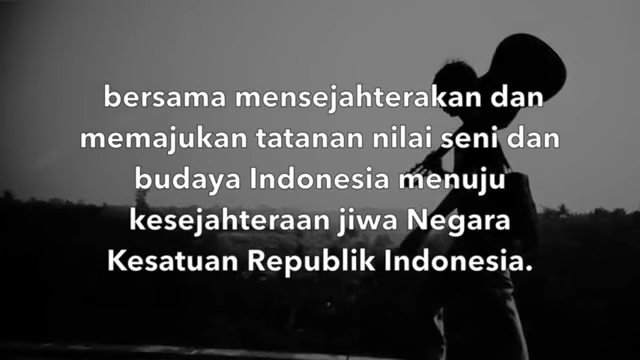 bersama mensejahterakan dan
memajukan tatanan nilai seni dan
budaya Indonesia menuju
kesejahteraan jiwa Negara
Kesatuan Republik Indonesia.